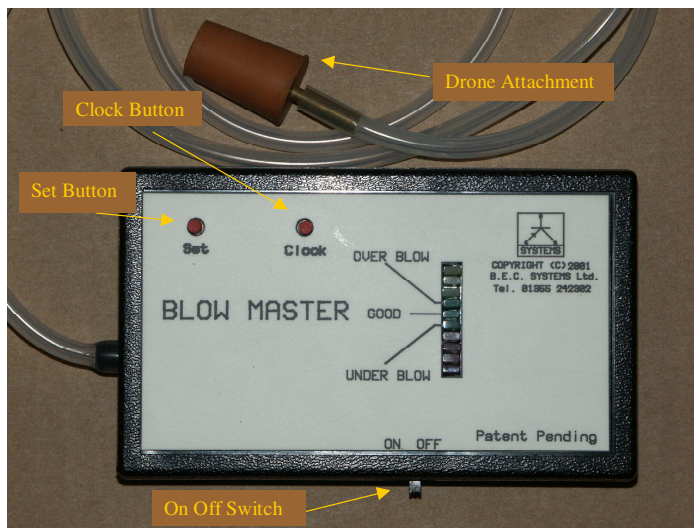 Drone Attachment
Clock Button
Set Button
Set
Clock
OVER BLOW
SYSTEMS
COPYRIGHT (C)2001
B.E.C. SYSTEMS Ltd.
Tel. 01355 242302
BLOW MASTER
GOOD
UNDER BLOW
ON OFF
Patent Pending
On Off Switch